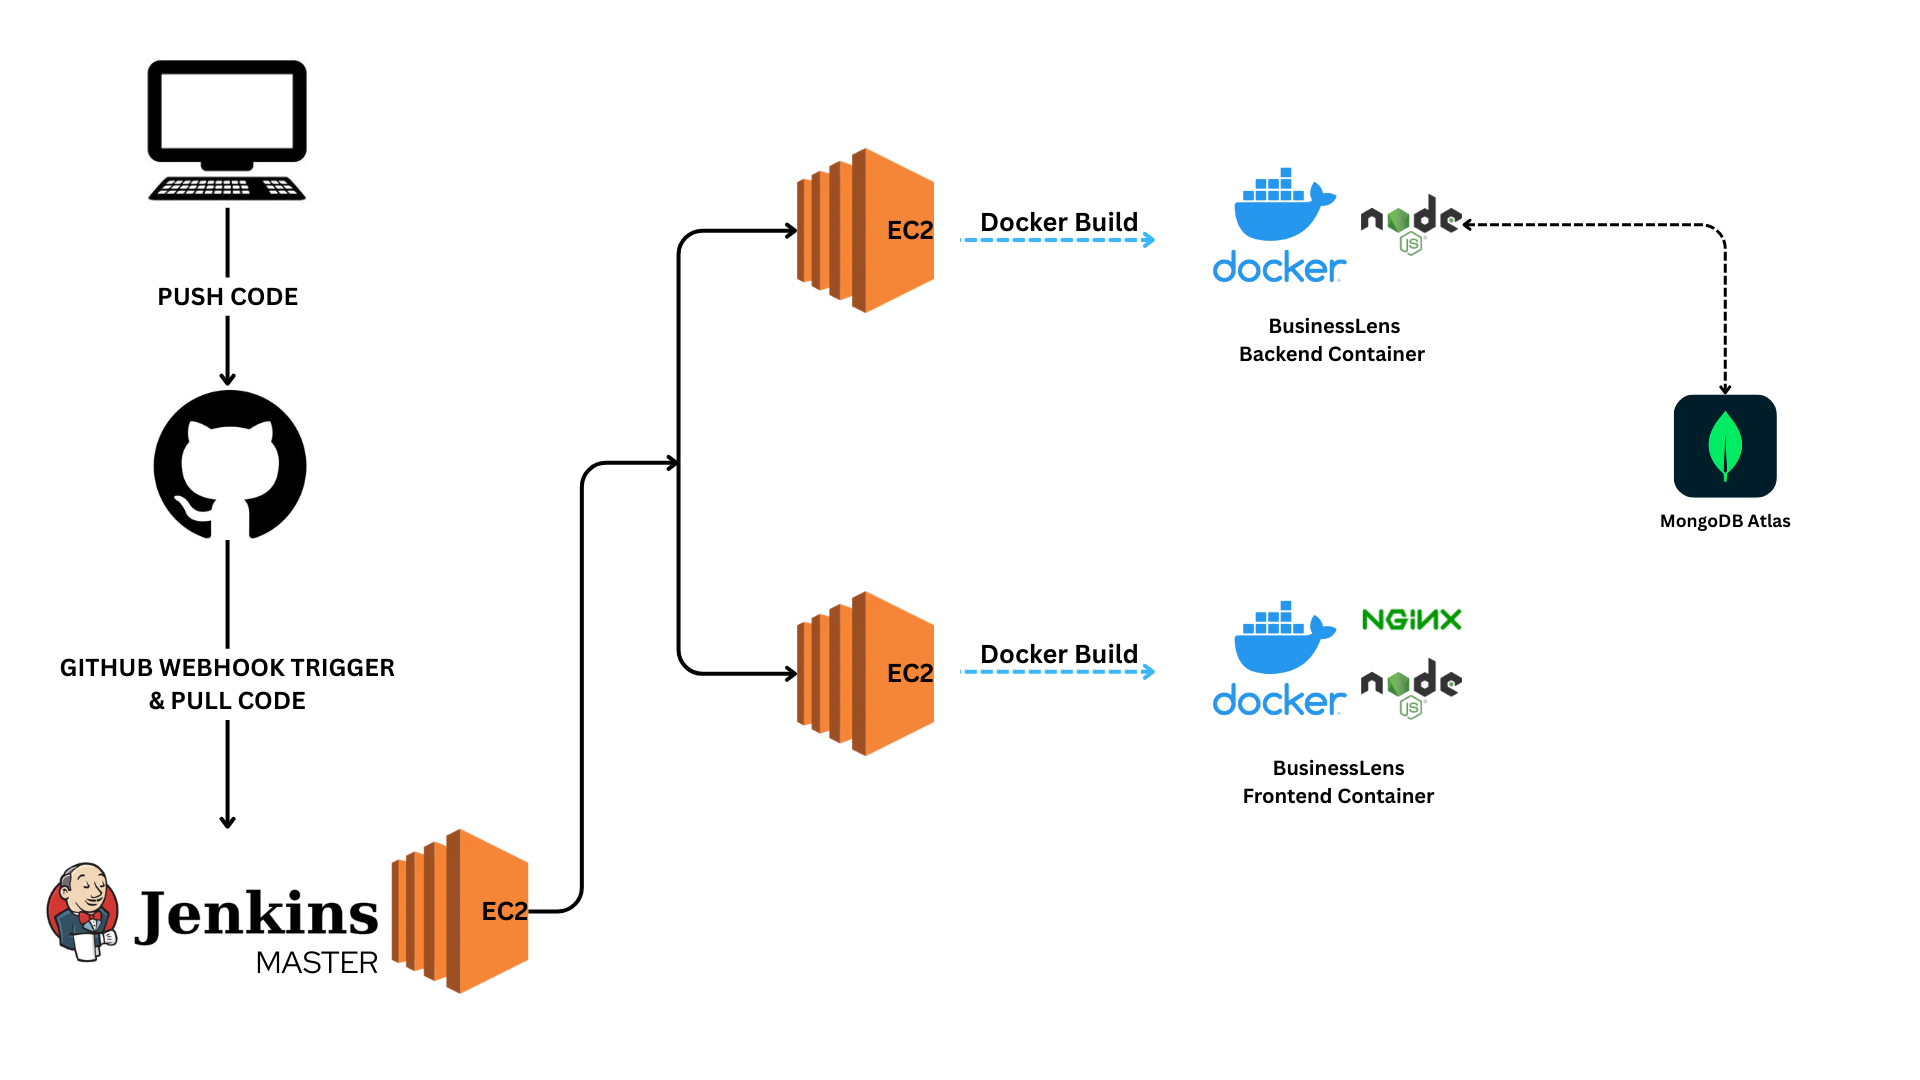 PUSH CODE
GITHUB WEBHOOK TRIGGER
& PULL CODE
Jenkins
MASTER
EC2
EC2
Docker Build
docker
node
JS
BusinessLens
Backend Container
MongoDB Atlas
EC2
Docker Build
docker
NGINX
node
JS
BusinessLens
Frontend Container